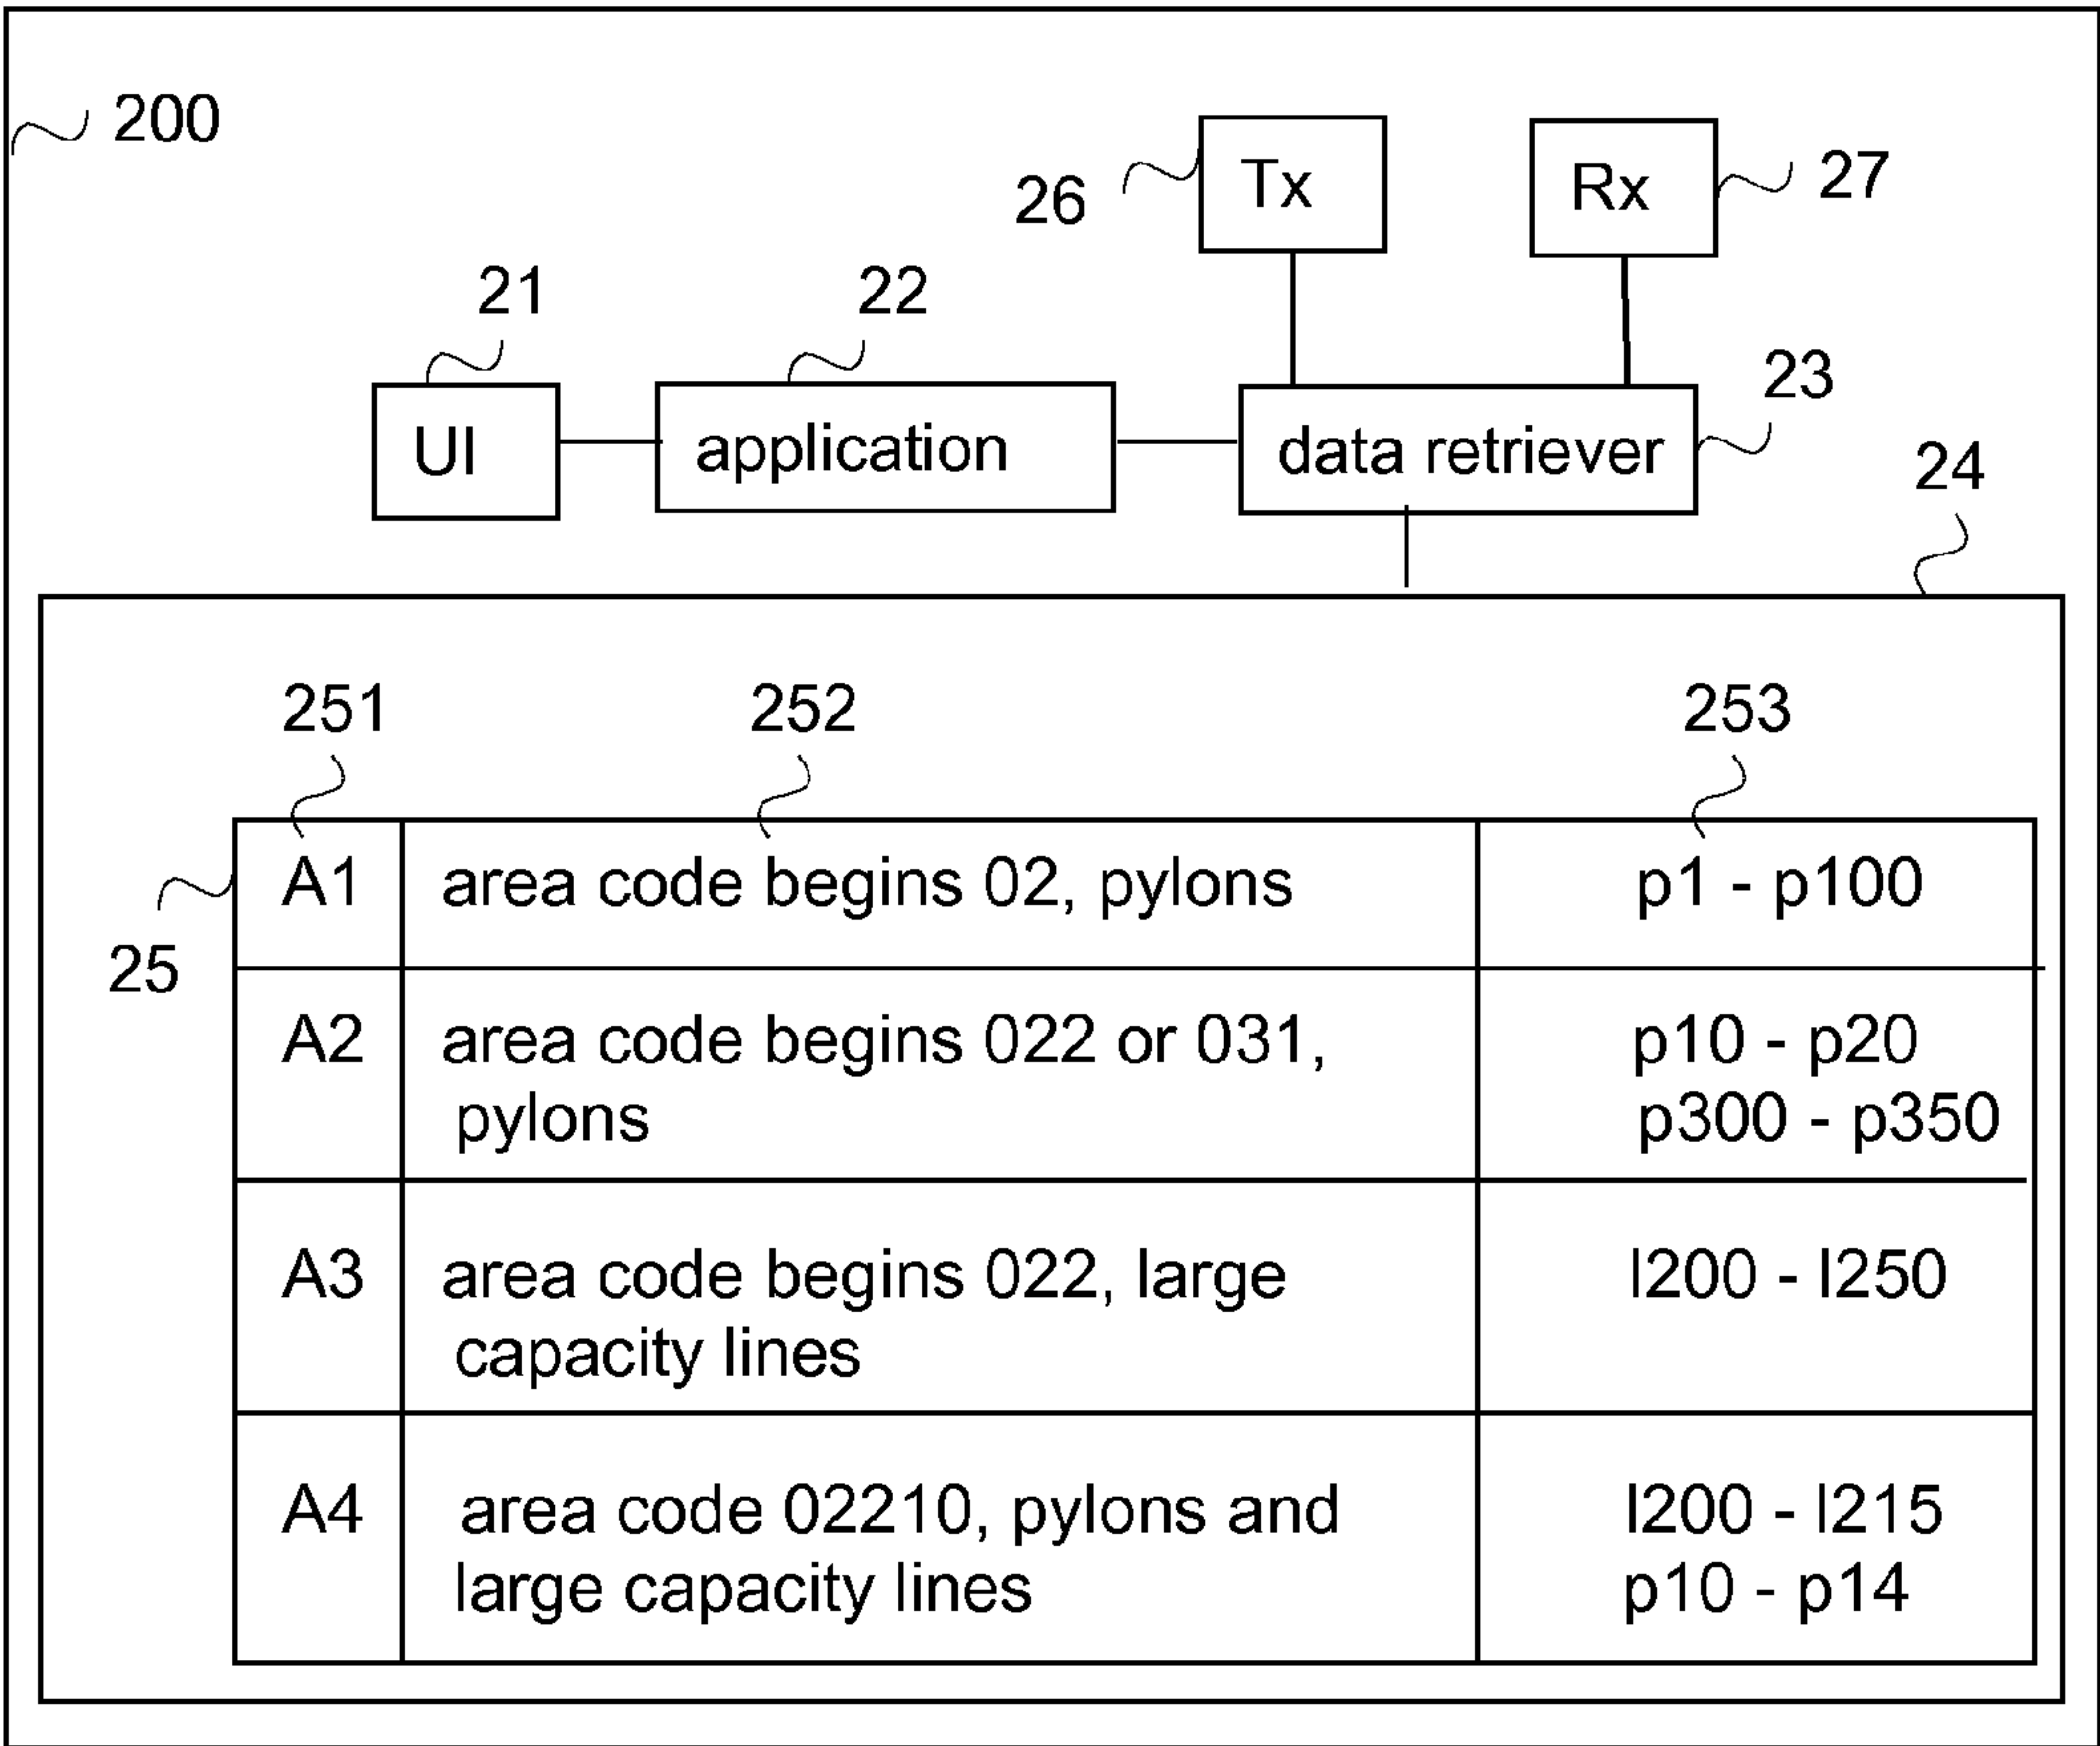 200
26
Tx
Rx
27
21
22
23
UI
application
data retriever
24
251
252
253
25
A1
area code begins 02, pylons
p1 - p100
A2
area code begins 022 or 031,
pylons
p10 - p20
p300 - p350
A3
area code begins 022, large
capacity lines
l200 - l250
A4
area code 02210, pylons and
large capacity lines
l200 - l215
p10 - p14